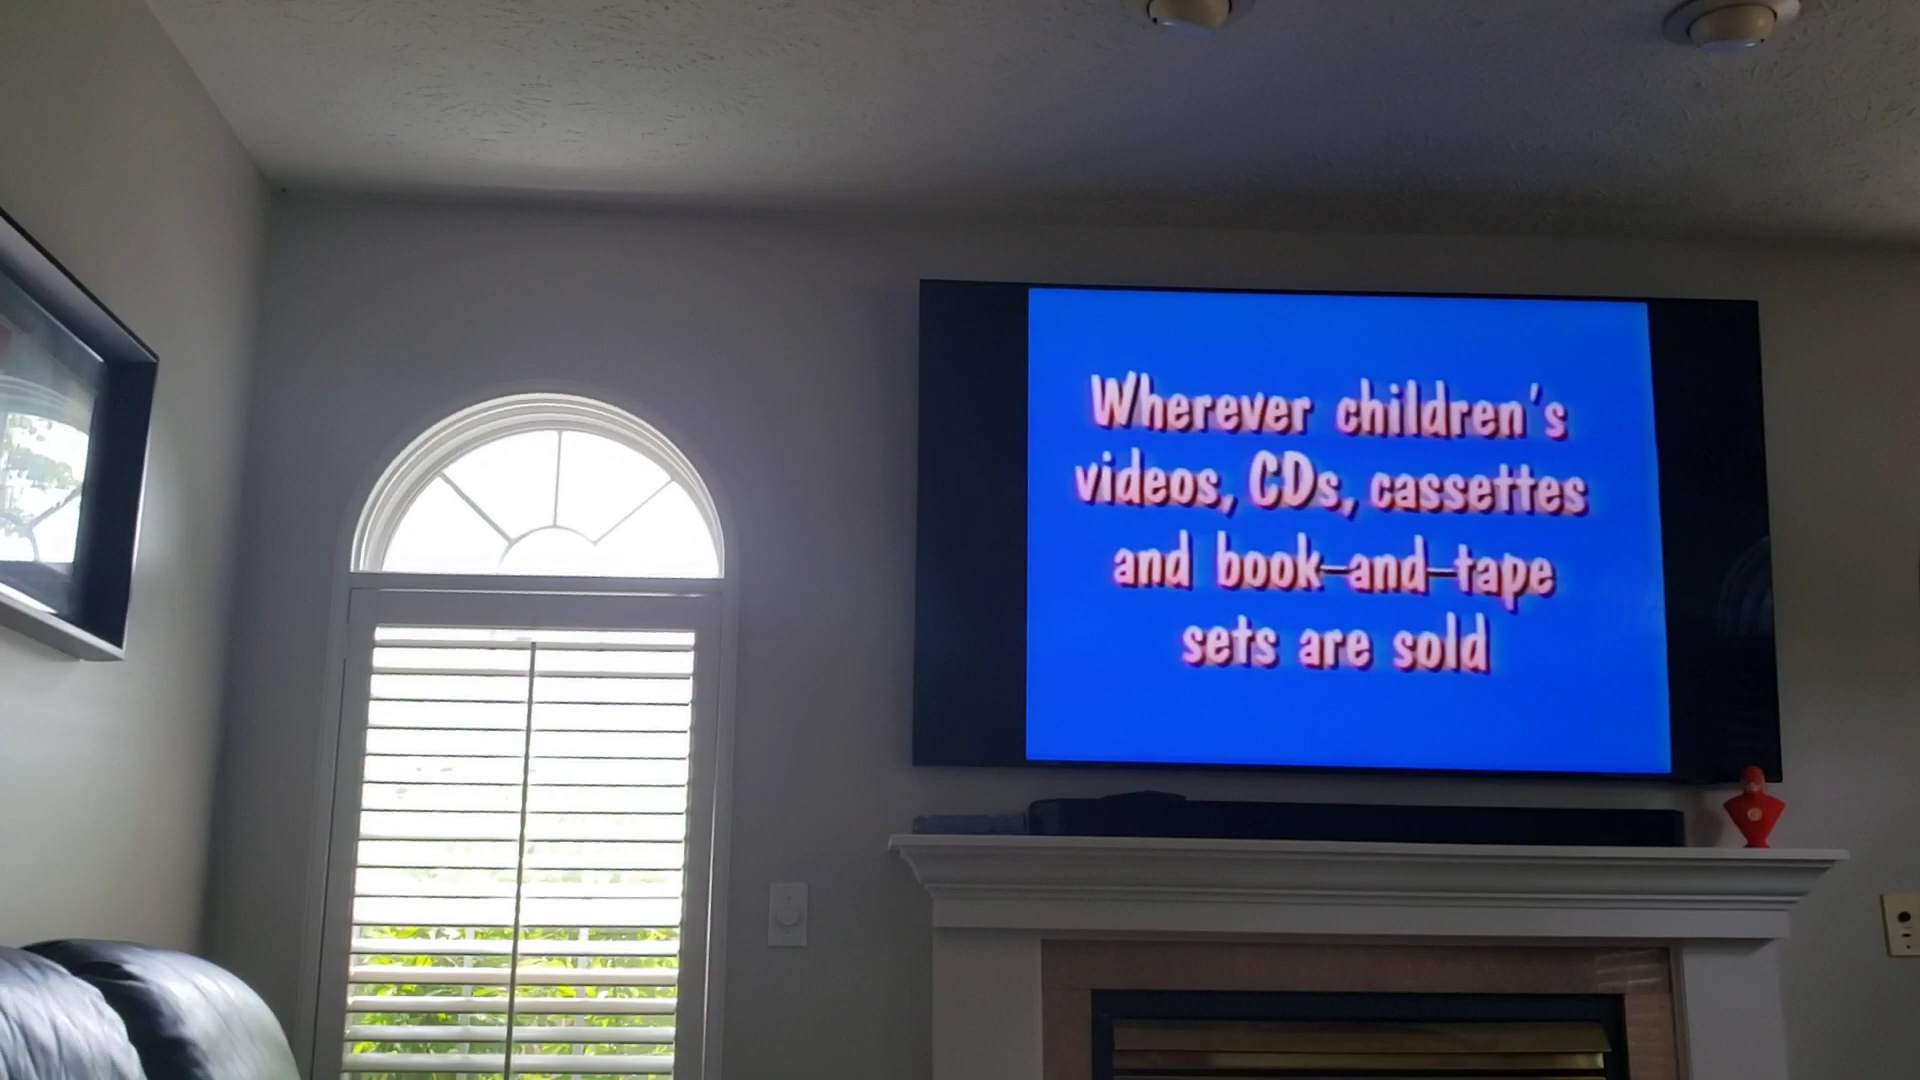 Wherever children's
videos, CDs, cassettes
and book-and-tape
sets are sold